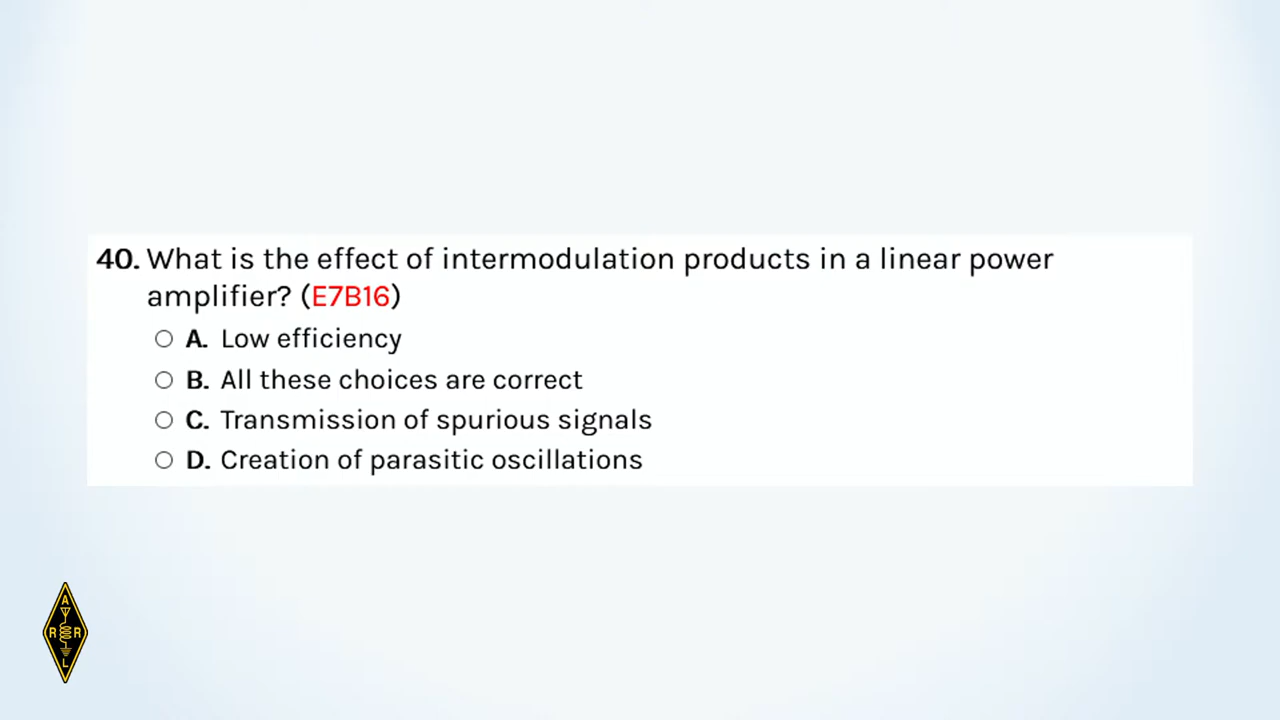 40. What is the effect of intermodulation products in a linear power
amplifier? (E7B16)
A. Low efficiency
B. All these choices are correct
C. Transmission of spurious signals
D. Creation of parasitic oscillations
A
R R
L